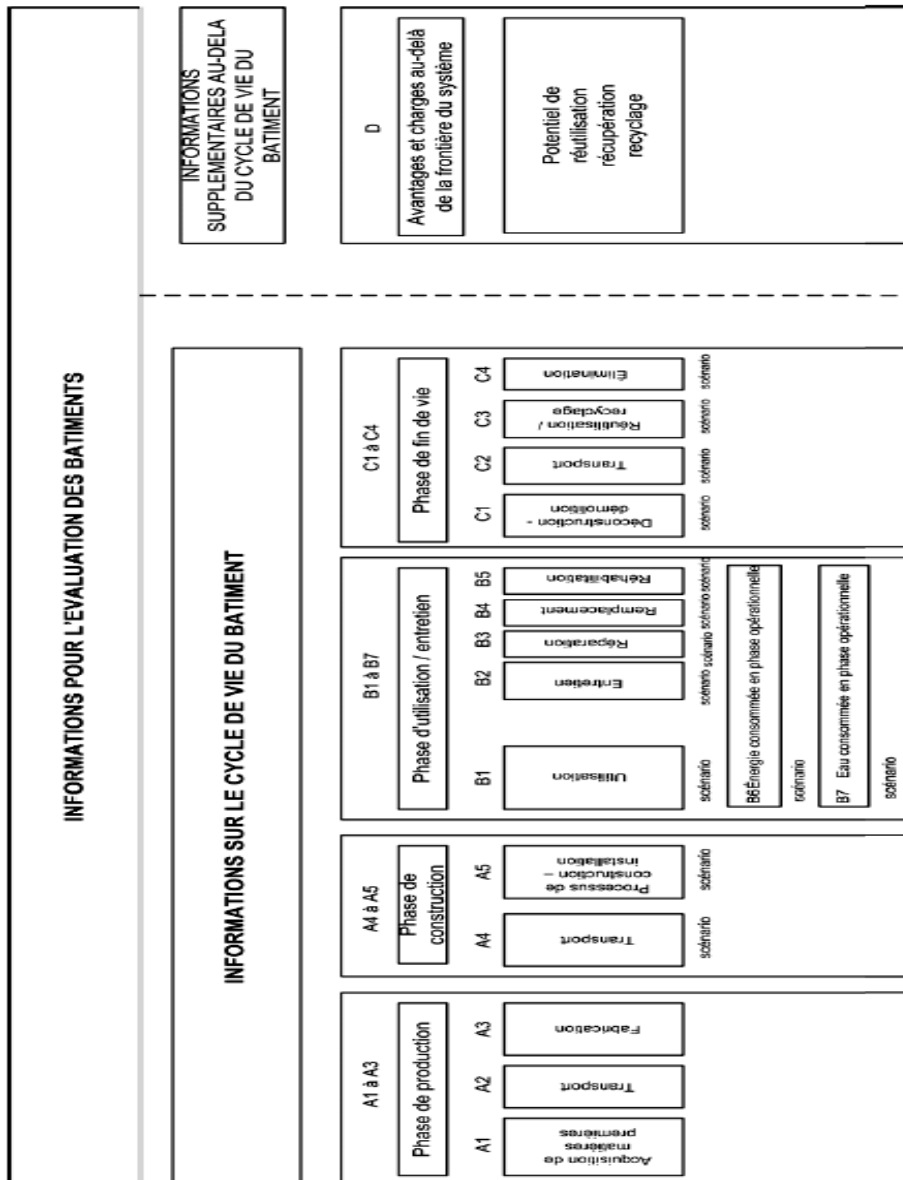 INFORMATIONS POUR L'EVALUATION DES BATIMENTS
INFORMATIONS SUR LE CYCLE DE VIE DU BATIMENT
INFORMATIONS
SUPPLEMENTAIRES AU-DELA
DU CYCLE DE VIE DU
BATIMENT
A1 à A3
Phase de production
A1
Acquisition de
matières
premières
A2
Transport
A3
Fabrication
A4 à A5
Phase de
construction
A4
Transport
scénario
A5
Processus de
construction –
installation
scénario
B1 à B7
Phase d'utilisation / entretien
B1
Utilisation
scénario
B2
Entretien
scénario
B3
Réparation
scénario
B4
Remplacement
scénario
B5
Réhabilitation
scénario
B6 Énergie consommée en phase opérationnelle
scénario
B7 Eau consommée en phase opérationnelle
scénario
C1 à C4
Phase de fin de vie
C1
Déconstruction -
démolition
scénario
C2
Transport
scénario
C3
Réutilisation /
recyclage
scénario
C4
Élimination
scénario
D
Avantages et charges au-delà
de la frontière du système
Potentiel de
réutilisation
récupération
recyclage